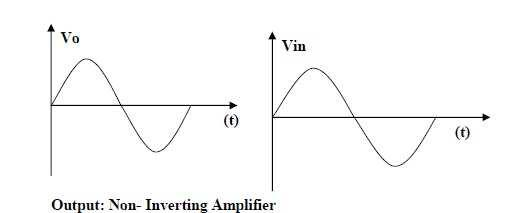 Vo
(t)
Vin
(t)
Output: Non- Inverting Amplifier